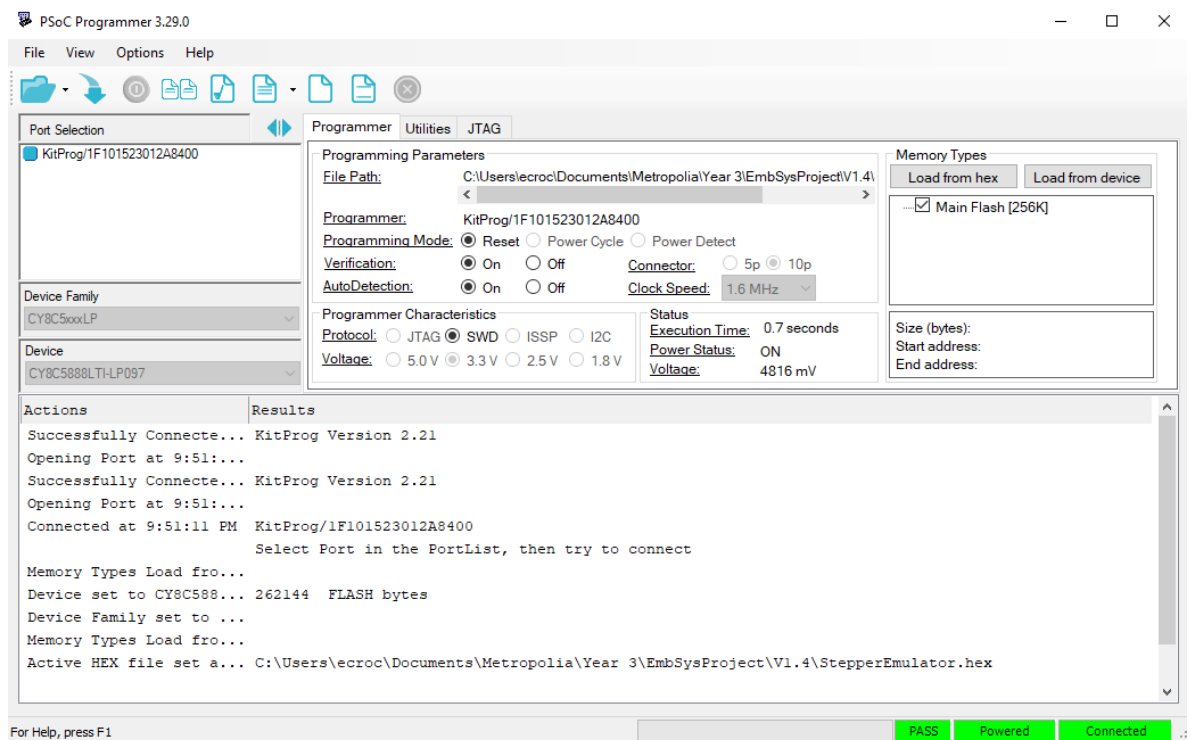 PSoC Programmer 3.29.0
File View Options Help
Port Selection
KitProg/1F101523012A8400
Device Family
CY8C5xxxLP
Device
CY8C5888LTI-LP097
Programmer Utilities JTAG
Programming Parameters
File Path: C:\Users\ecroc\Documents\Metropolia\Year 3\EmbSysProject\V1.4\
Programmer: KitProg/1F101523012A8400
Programming Mode: Reset Power Cycle Power Detect
Verification: On Off Connector: 5p 10p
AutoDetection: On Off Clock Speed: 1.6 MHz
Programmer Characteristics
Protocol: JTAG SWD ISSP I2C
Voltage: 5.0 V 3.3 V 2.5 V 1.8 V
Status
Execution Time: 0.7 seconds
Power Status: ON
Voltage: 4816 mV
Memory Types
Load from hex Load from device
Main Flash [256K]
Size (bytes):
Start address:
End address:
Actions Results
Successfully Connecte... KitProg Version 2.21
Opening Port at 9:51:...
Successfully Connecte... KitProg Version 2.21
Opening Port at 9:51:...
Connected at 9:51:11 PM KitProg/1F101523012A8400
Select Port in the PortList, then try to connect
Memory Types Load fro...
Device set to CY8C588... 262144 FLASH bytes
Device Family set to ...
Memory Types Load fro...
Active HEX file set a... C:\Users\ecroc\Documents\Metropolia\Year 3\EmbSysProject\V1.4\StepperEmulator.hex
For Help, press F1
PASS Powered Connected